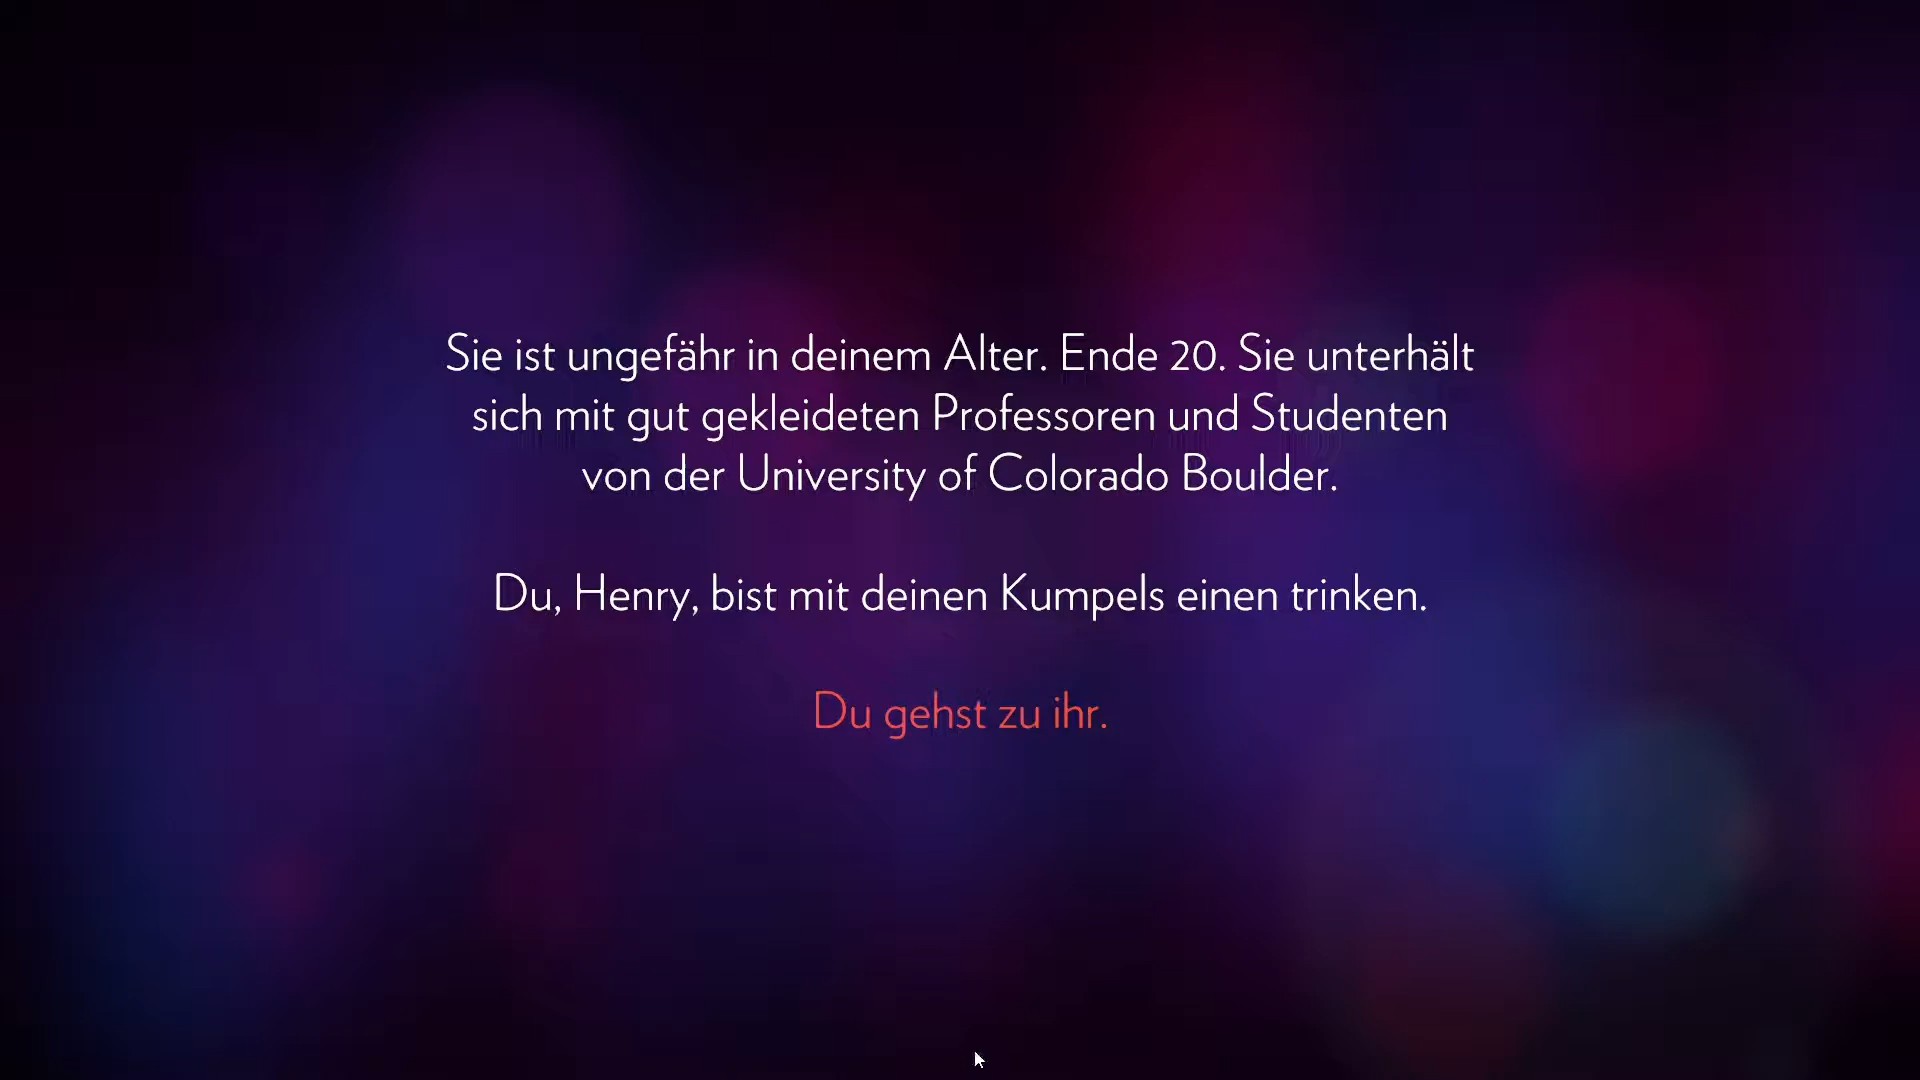 Sie ist ungefähr in deinem Alter. Ende 20. Sie unterhält
sich mit gut gekleideten Professoren und Studenten
von der University of Colorado Boulder.
Du, Henry, bist mit deinen Kumpels einen trinken.
Du gehst zu ihr.